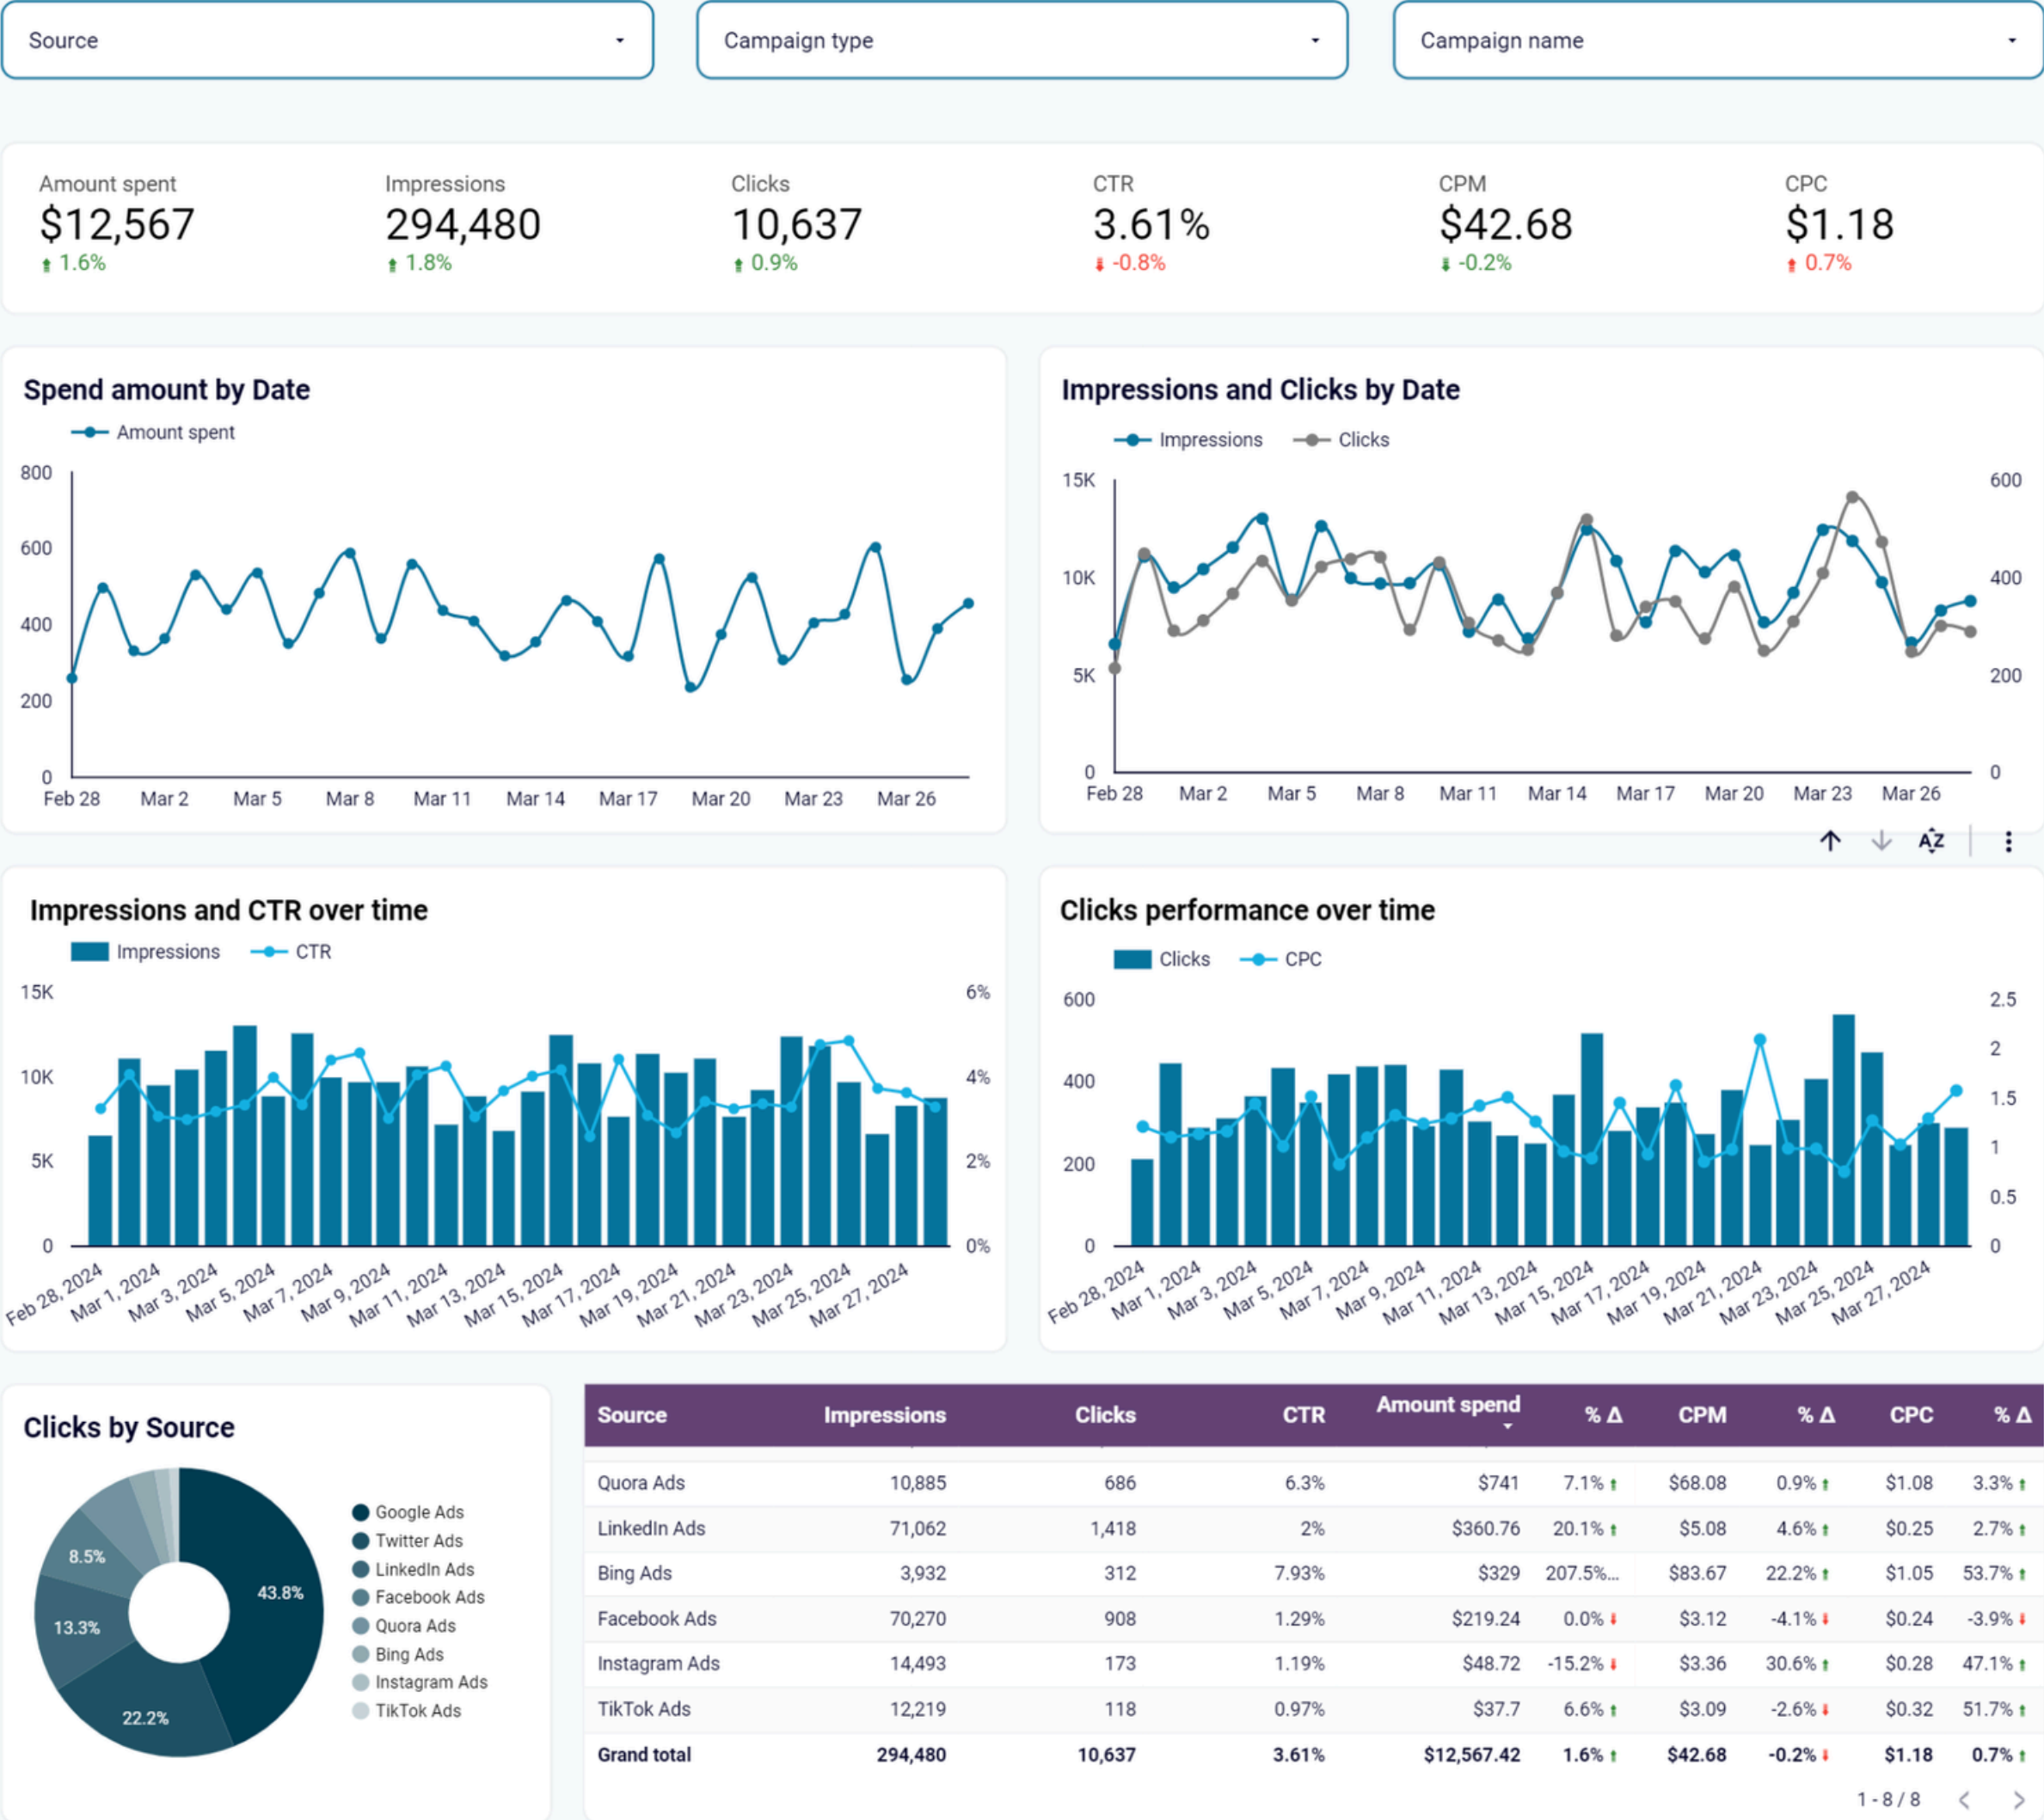 Source
Campaign type
Campaign name
Amount spent
$12,567
1.6%
Impressions
294,480
1.8%
Clicks
10,637
0.9%
CTR
3.61%
-0.8%
CPM
$42.68
-0.2%
CPC
$1.18
0.7%
Spend amount by Date
Amount spent
800
600
400
200
0
Feb 28 Mar 2 Mar 5 Mar 8 Mar 11 Mar 14 Mar 17 Mar 20 Mar 23 Mar 26
Impressions and Clicks by Date
Impressions Clicks
15K 600
10K 400
5K 200
0 0
Feb 28 Mar 2 Mar 5 Mar 8 Mar 11 Mar 14 Mar 17 Mar 20 Mar 23 Mar 26
AZ
Impressions and CTR over time
Impressions CTR
15K 6%
10K 4%
5K 2%
0 0%
Feb 28, 2024 Mar 1, 2024 Mar 3, 2024 Mar 5, 2024 Mar 7, 2024 Mar 9, 2024 Mar 11, 2024 Mar 13, 2024 Mar 15, 2024 Mar 17, 2024 Mar 19, 2024 Mar 21, 2024 Mar 23, 2024 Mar 25, 2024 Mar 27, 2024
Clicks performance over time
Clicks CPC
600 2.5
2
400 1.5
200 1
0.5
0 0
Feb 28, 2024 Mar 1, 2024 Mar 3, 2024 Mar 5, 2024 Mar 7, 2024 Mar 9, 2024 Mar 11, 2024 Mar 13, 2024 Mar 15, 2024 Mar 17, 2024 Mar 19, 2024 Mar 21, 2024 Mar 23, 2024 Mar 25, 2024 Mar 27, 2024
Clicks by Source
43.8%
22.2%
13.3%
8.5%
Google Ads
Twitter Ads
LinkedIn Ads
Facebook Ads
Quora Ads
Bing Ads
Instagram Ads
TikTok Ads
Source Impressions Clicks CTR Amount spend % Δ CPM % Δ CPC % Δ
Quora Ads 10,885 686 6.3% $741 7.1% $68.08 0.9% $1.08 3.3%
LinkedIn Ads 71,062 1,418 2% $360.76 20.1% $5.08 4.6% $0.25 2.7%
Bing Ads 3,932 312 7.93% $329 207.5%... $83.67 22.2% $1.05 53.7%
Facebook Ads 70,270 908 1.29% $219.24 0.0% $3.12 -4.1% $0.24 -3.9%
Instagram Ads 14,493 173 1.19% $48.72 -15.2% $3.36 30.6% $0.28 47.1%
TikTok Ads 12,219 118 0.97% $37.7 6.6% $3.09 -2.6% $0.32 51.7%
Grand total 294,480 10,637 3.61% $12,567.42 1.6% $42.68 -0.2% $1.18 0.7%
1 - 8 / 8